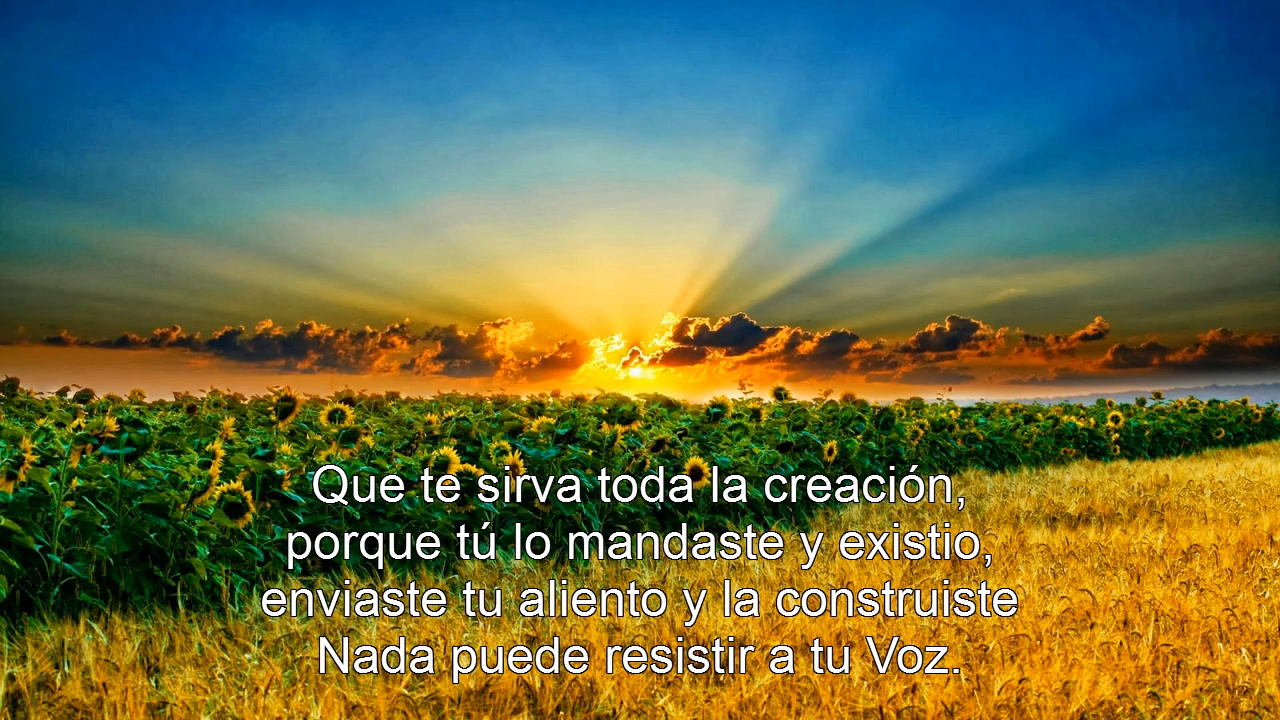 Que te sirva toda la creación,
porque tú lo mandaste y existio,
enviaste tu aliento y la construiste
Nada puede resistir a tu Voz.